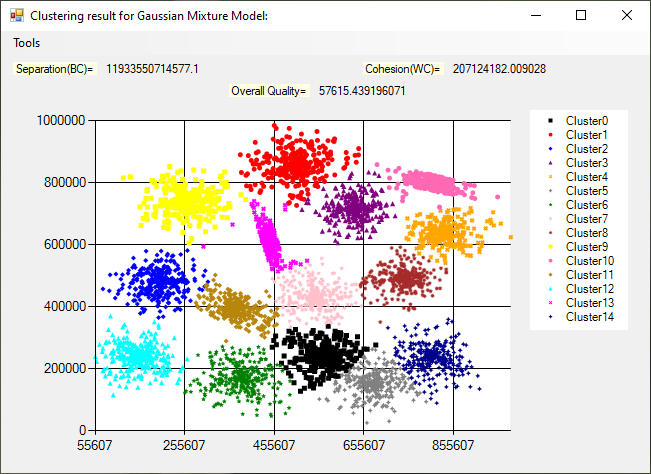 Clustering result for Gaussian Mixture Model:
Tools
Separation(BC)= 11933550714577.1 Cohesion(WC)= 207124182.009028
Overall Quality= 57615.439196071
1000000
800000
600000
400000
200000
0
55607 255607 455607 655607 855607
Cluster0
Cluster1
Cluster2
Cluster3
Cluster4
Cluster5
Cluster6
Cluster7
Cluster8
Cluster9
Cluster10
Cluster11
Cluster12
Cluster13
Cluster14